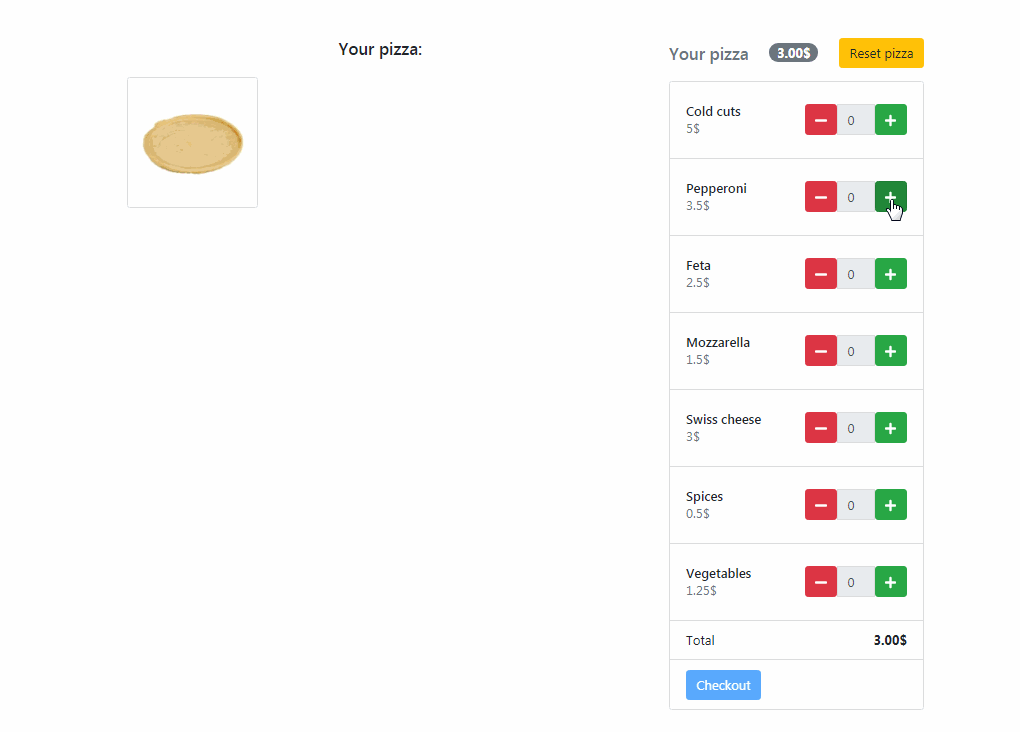 Your pizza:
Your pizza 3.00$ Reset pizza
Cold cuts
5$
0
Pepperoni
3.5$
0
Feta
2.5$
0
Mozzarella
1.5$
0
Swiss cheese
3$
0
Spices
0.5$
0
Vegetables
1.25$
0
Total 3.00$
Checkout